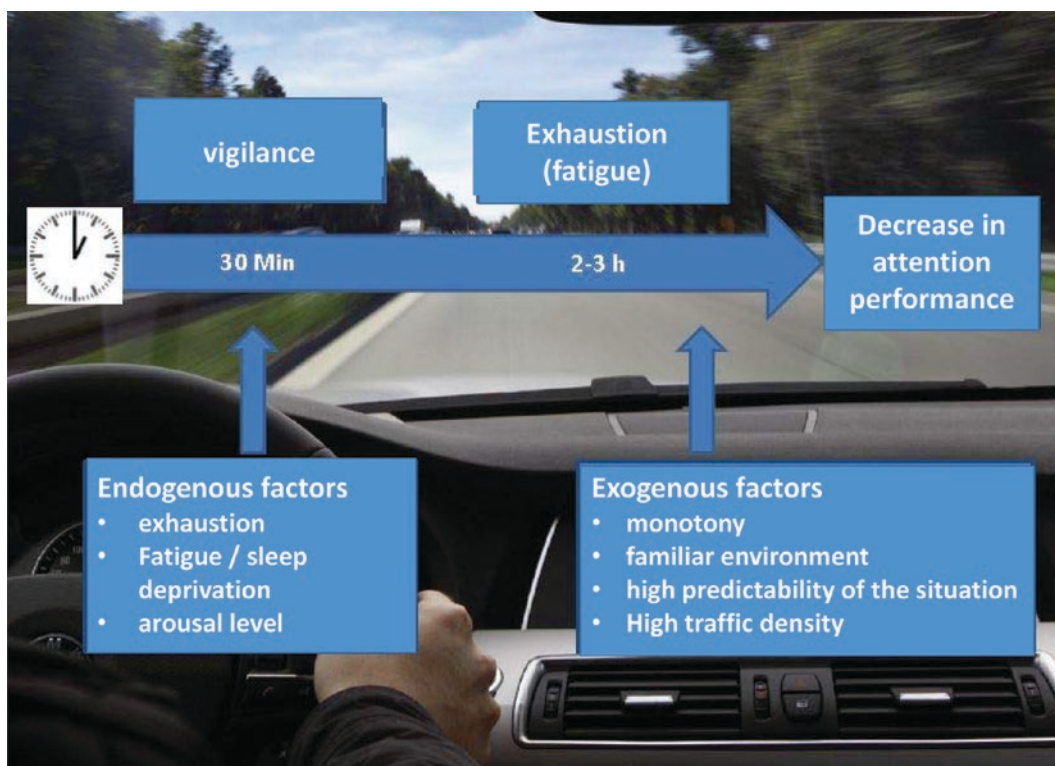 vigilance
Exhaustion
(fatigue)
30 Min
2-3 h
Decrease in
attention
performance
Endogenous factors
• exhaustion
• Fatigue / sleep
deprivation
• arousal level
Exogenous factors
• monotony
• familiar environment
• high predictability of the situation
• High traffic density